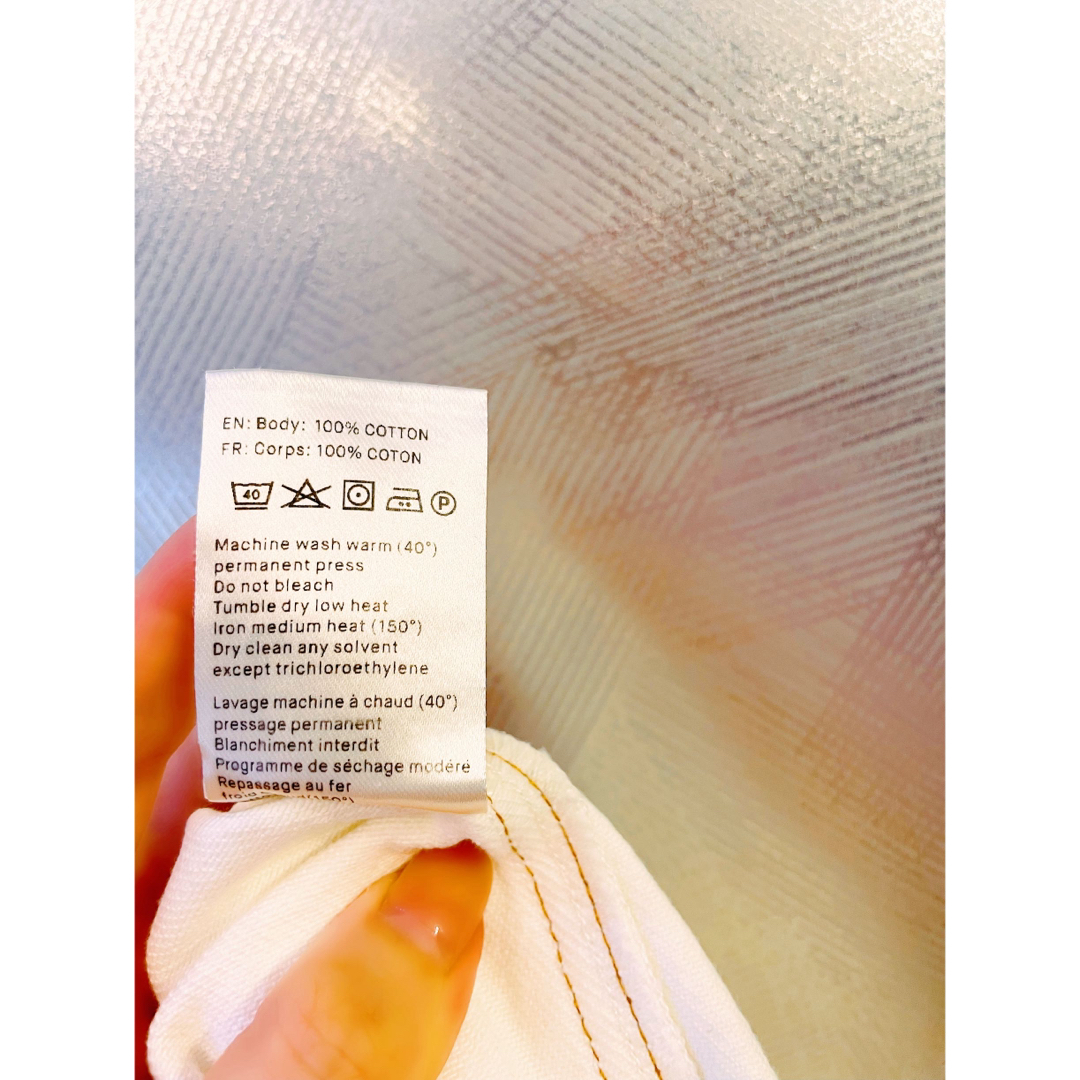 EN: Body: 100% COTTON
FR: Corps: 100% COTON
40 P
Machine wash warm (40°)
permanent press
Do not bleach
Tumble dry low heat
Iron medium heat (150°)
Dry clean any solvent
except trichloroethylene
Lavage machine à chaud (40°)
pressage permanent
Blanchiment interdit
Programme de séchage modéré
Repassage au fer
(150°)